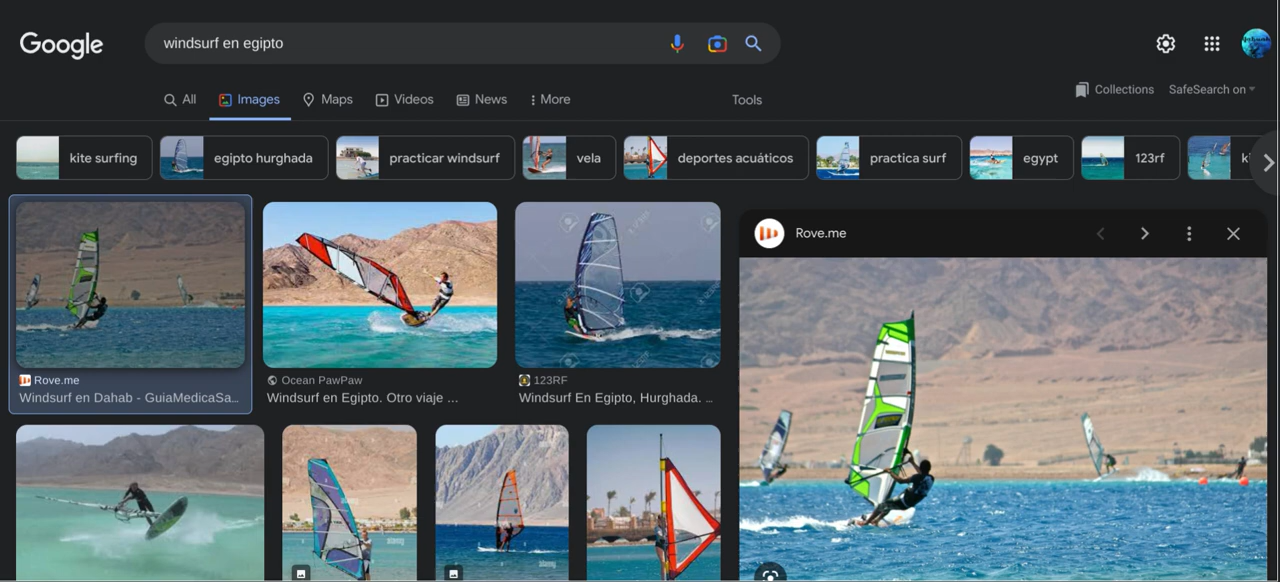 Google
windsurf en egipto
All
Images
Maps
Videos
News
More
Tools
Collections
SafeSearch on
kite surfing
egipto hurghada
practicar windsurf
vela
deportes acuáticos
practica surf
egypt
123rf
Rove.me
Rove.me
Windsurf en Dahab - GuiaMedicaSa...
Ocean PawPaw
Windsurf en Egipto. Otro viaje ...
123RF
Windsurf En Egipto, Hurghada. ...